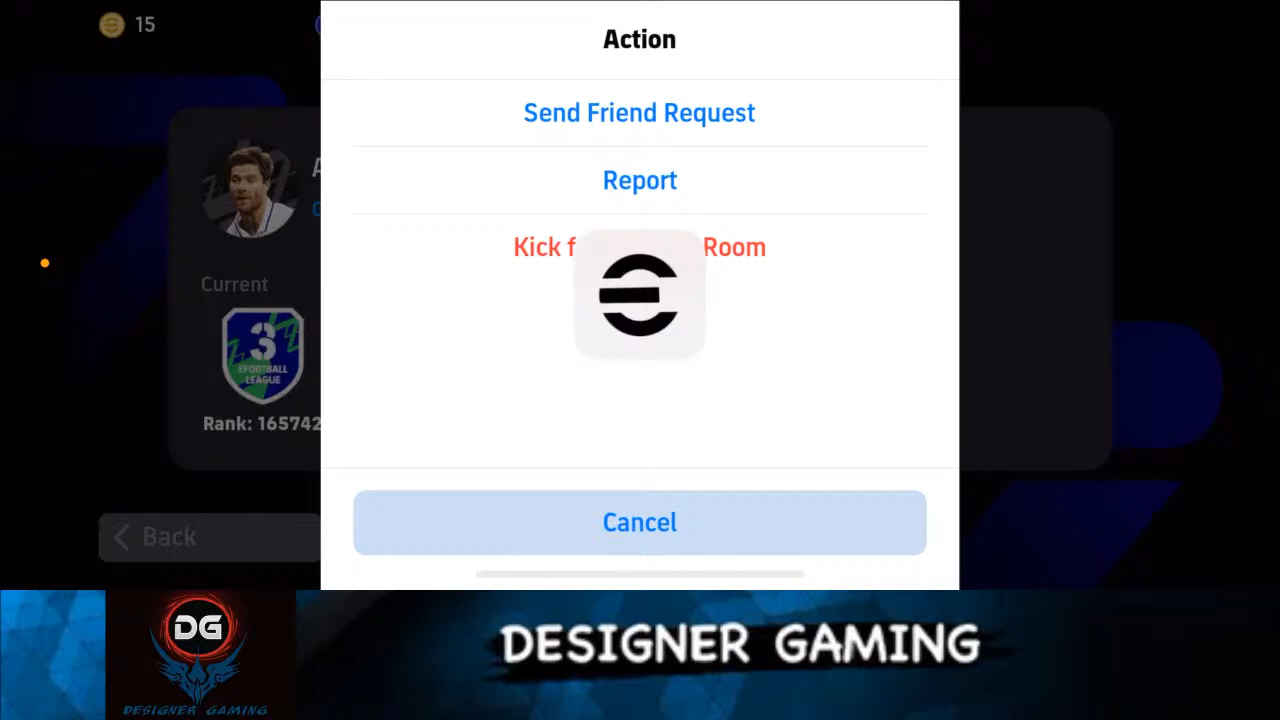 15
Action
Send Friend Request
Report
Kick f
Room
Current
3
EFOOTBALL
LEAGUE
Rank: 165742
Cancel
Back
DG
DESIGNER GAMING
DESIGNER GAMING